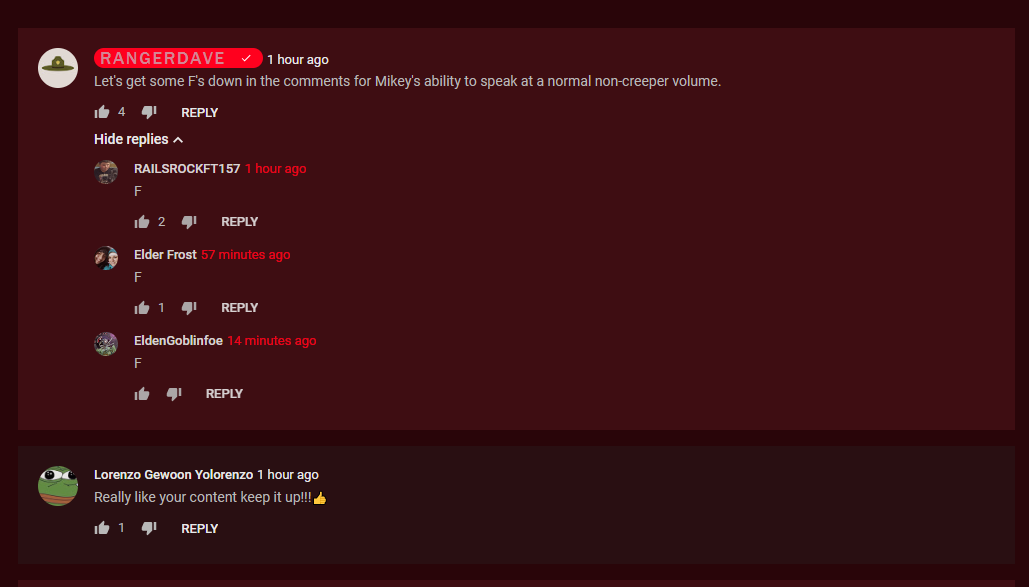 RANGERDAVE ✓ 1 hour ago
Let's get some F's down in the comments for Mikey's ability to speak at a normal non-creeper volume.
4 REPLY
Hide replies
RAILSROCKFT157 1 hour ago
F
2 REPLY
Elder Frost 57 minutes ago
F
1 REPLY
EldenGoblinfoe 14 minutes ago
F
REPLY
Lorenzo Gewoon Yolorenzo 1 hour ago
Really like your content keep it up!!!👍
1 REPLY